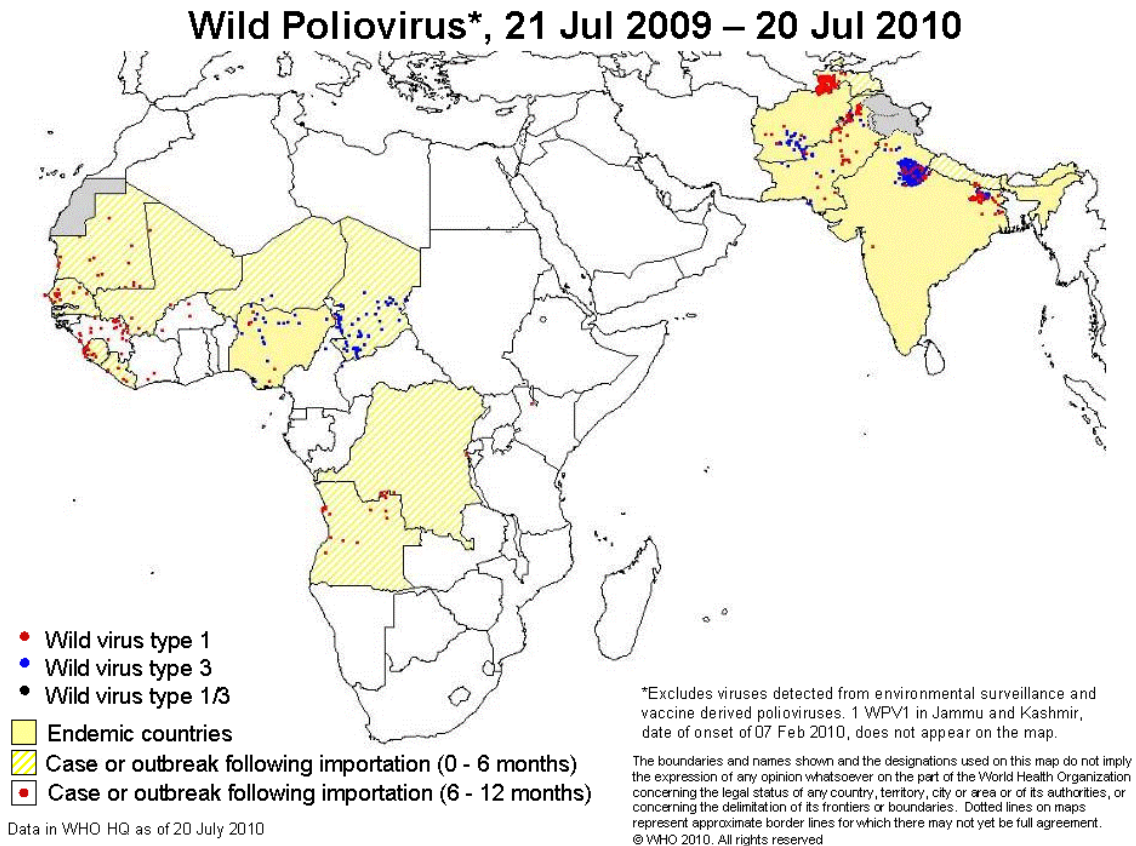 Wild Poliovirus*, 21 Jul 2009 – 20 Jul 2010
Wild virus type 1
Wild virus type 3
Wild virus type 1/3
Endemic countries
Case or outbreak following importation (0 - 6 months)
Case or outbreak following importation (6 - 12 months)
Data in WHO HQ as of 20 July 2010
*Excludes viruses detected from environmental surveillance and
vaccine derived polioviruses. 1 WPV1 in Jammu and Kashmir,
date of onset of 07 Feb 2010, does not appear on the map.
The boundaries and names shown and the designations used on this map do not imply
the expression of any opinion whatsoever on the part of the World Health Organization
concerning the legal status of any country, territory, city or area or of its authorities, or
concerning the delimitation of its frontiers or boundaries.  Dotted lines on maps
represent approximate border lines for which there may not yet be full agreement.
© WHO 2010. All rights reserved